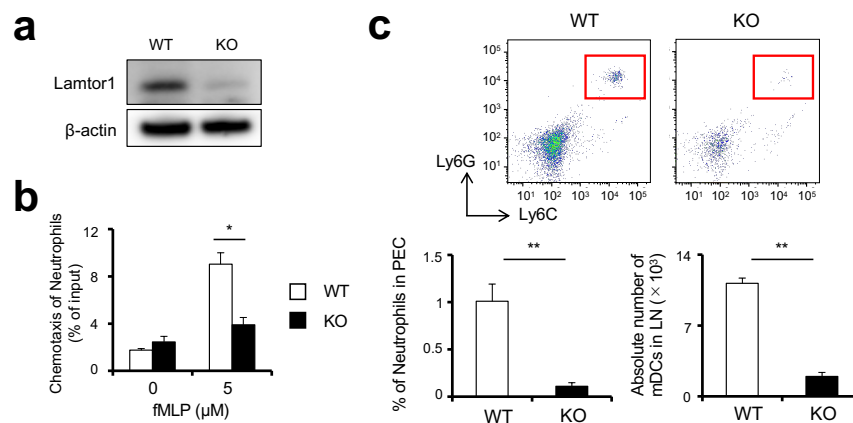 a
WT KO
Lamtor1
β-actin
b
Chemotaxis of Neutrophils
(% of input)
12
8
4
0
*
0 5
fMLP (μM)
WT
KO
c
WT KO
10⁵
10⁴
10³
10²
10¹
10¹ 10² 10³ 10⁴ 10⁵
10¹ 10² 10³ 10⁴ 10⁵
Ly6G
Ly6C
% of Neutrophils in PEC
1.5
1
0.5
0
**
WT KO
Absolute number of
mDCs in LN (×10³)
14
7
0
**
WT KO